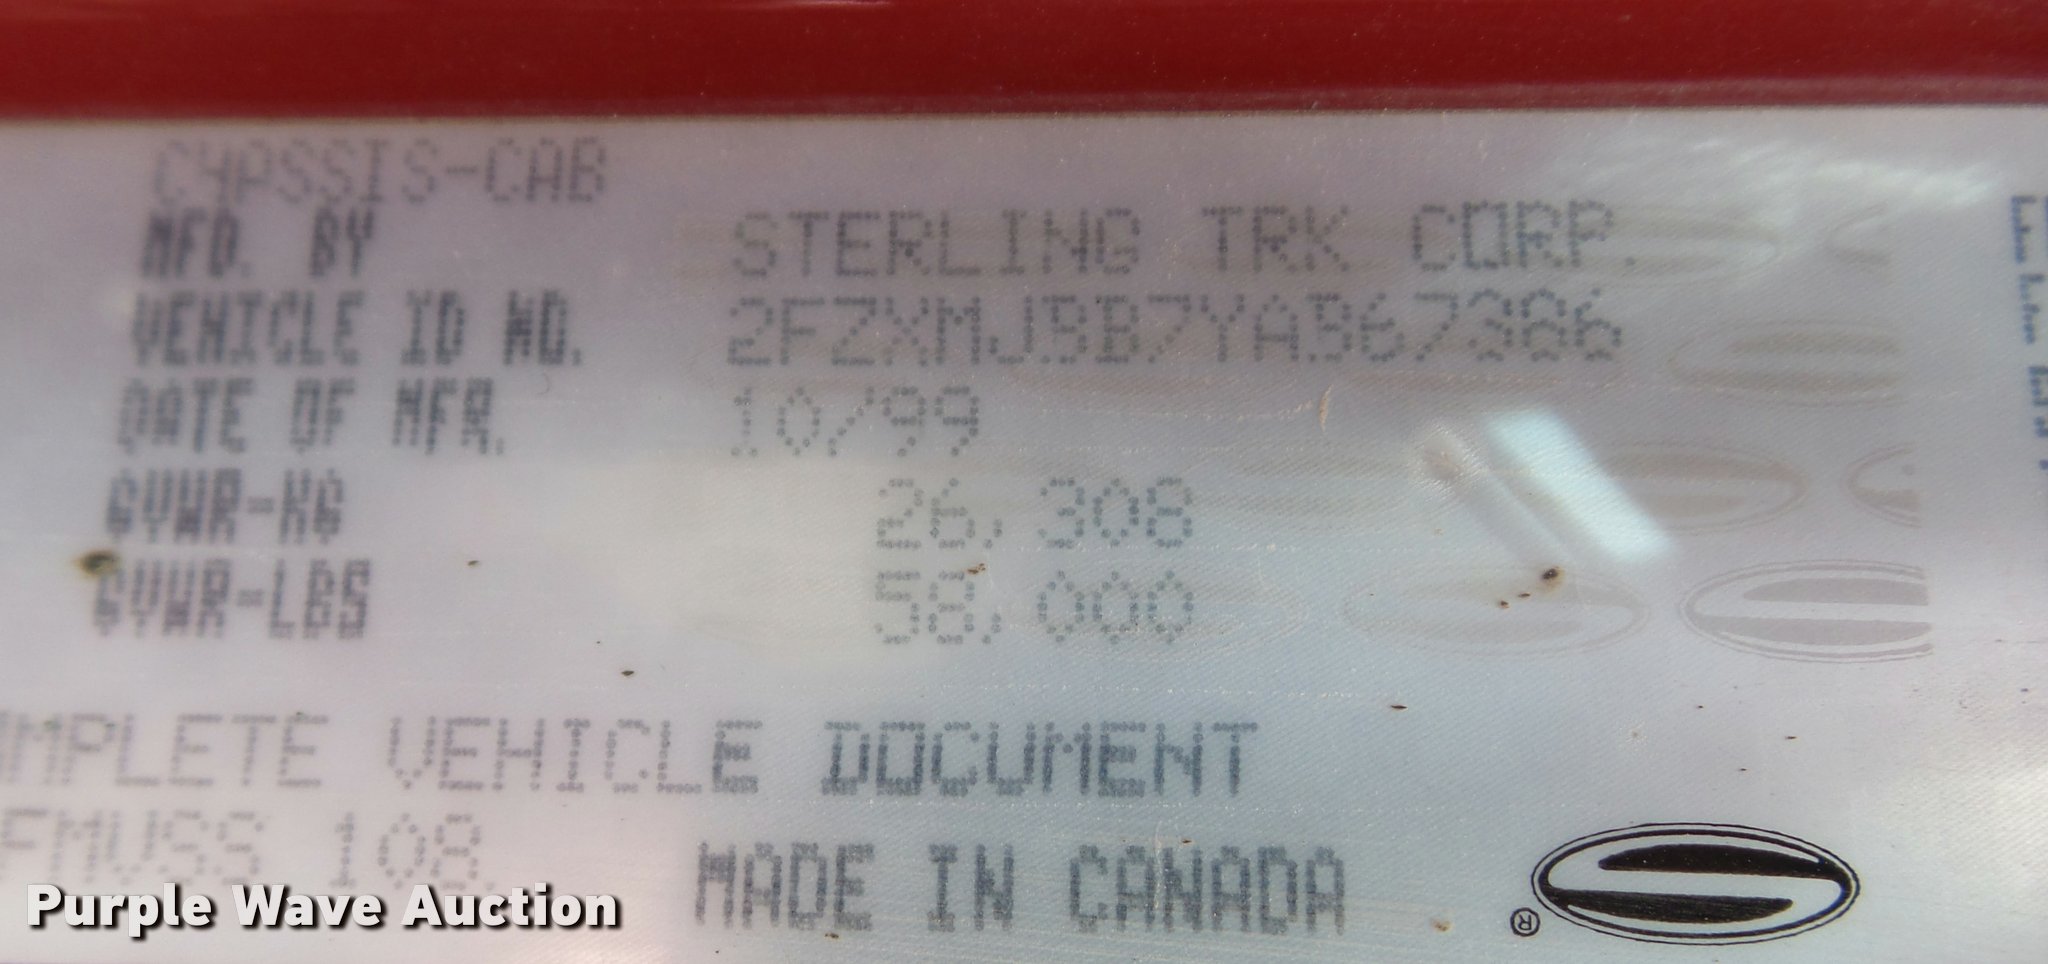 CHASSIS-CAB
MFD. BY STERLING TRK CORP.
VEHICLE ID NO. 2FZXMJBB7YAB67386
DATE OF MFR. 10/99
GVWR-KG 26,308
GVWR-LBS 58,000
MPLETE VEHICLE DOCUMENT
FMVSS 108
MADE IN CANADA
®
Purple Wave Auction